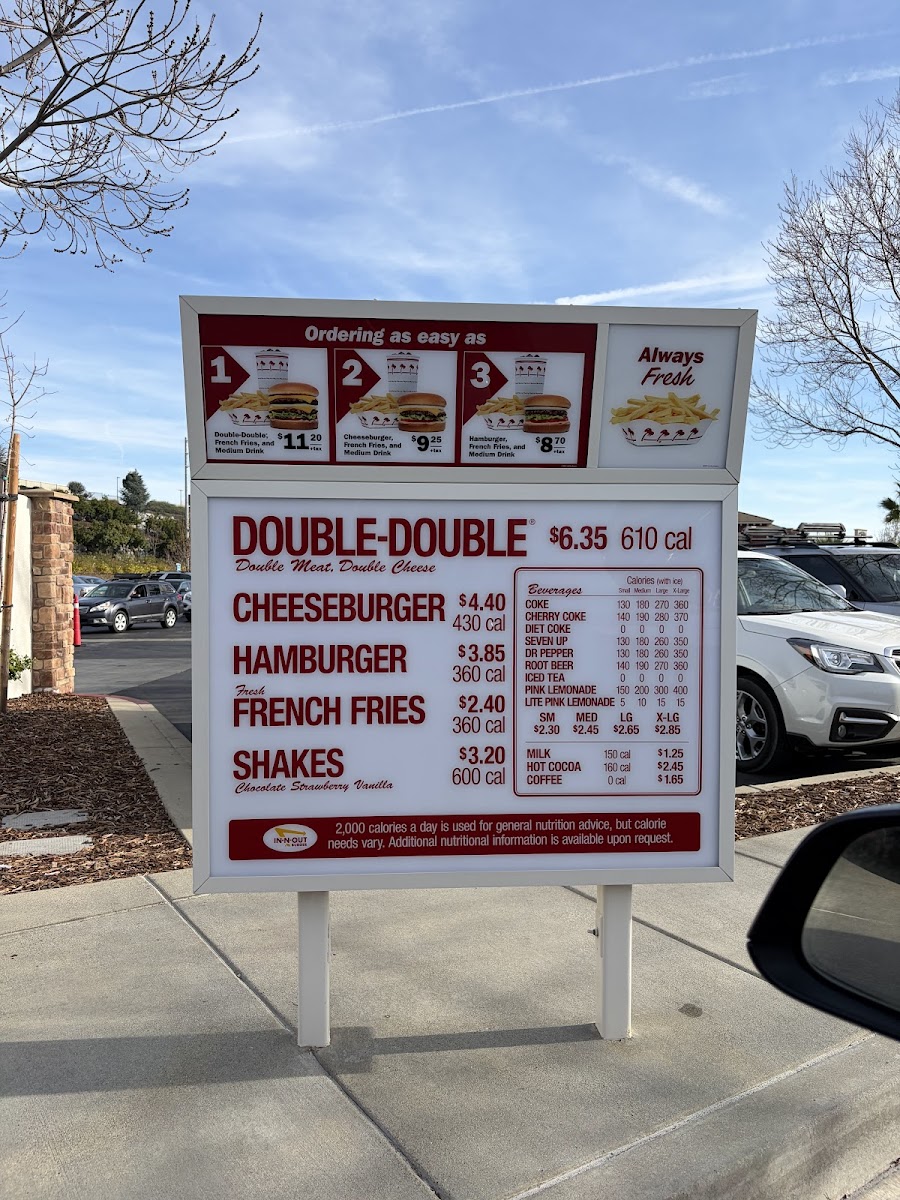 Ordering as easy as
1
Double-Double®,
French Fries, and
Medium Drink
$11.20
+tax
2
Cheeseburger,
French Fries, and
Medium Drink
$9.25
+tax
3
Hamburger,
French Fries, and
Medium Drink
$8.70
+tax
Always
Fresh
DOUBLE-DOUBLE® $6.35 610 cal
Double Meat, Double Cheese
CHEESEBURGER $4.40
430 cal
HAMBURGER $3.85
360 cal
Fresh
FRENCH FRIES $2.40
360 cal
SHAKES $3.20
Chocolate Strawberry Vanilla 600 cal
Beverages Calories (with ice)
Small Medium Large X-Large
COKE 130 180 270 360
CHERRY COKE 140 190 280 370
DIET COKE 0 0 0 0
SEVEN UP 130 180 260 350
DR PEPPER 130 180 260 350
ROOT BEER 140 190 270 360
ICED TEA 0 0 0 0
PINK LEMONADE 150 200 300 400
LITE PINK LEMONADE 5 10 15 15
SM MED LG X-LG
$2.30 $2.45 $2.65 $2.85
MILK 150 cal $1.25
HOT COCOA 160 cal $2.45
COFFEE 0 cal $1.65
IN-N-OUT
BURGER
2,000 calories a day is used for general nutrition advice, but calorie
needs vary. Additional nutritional information is available upon request.